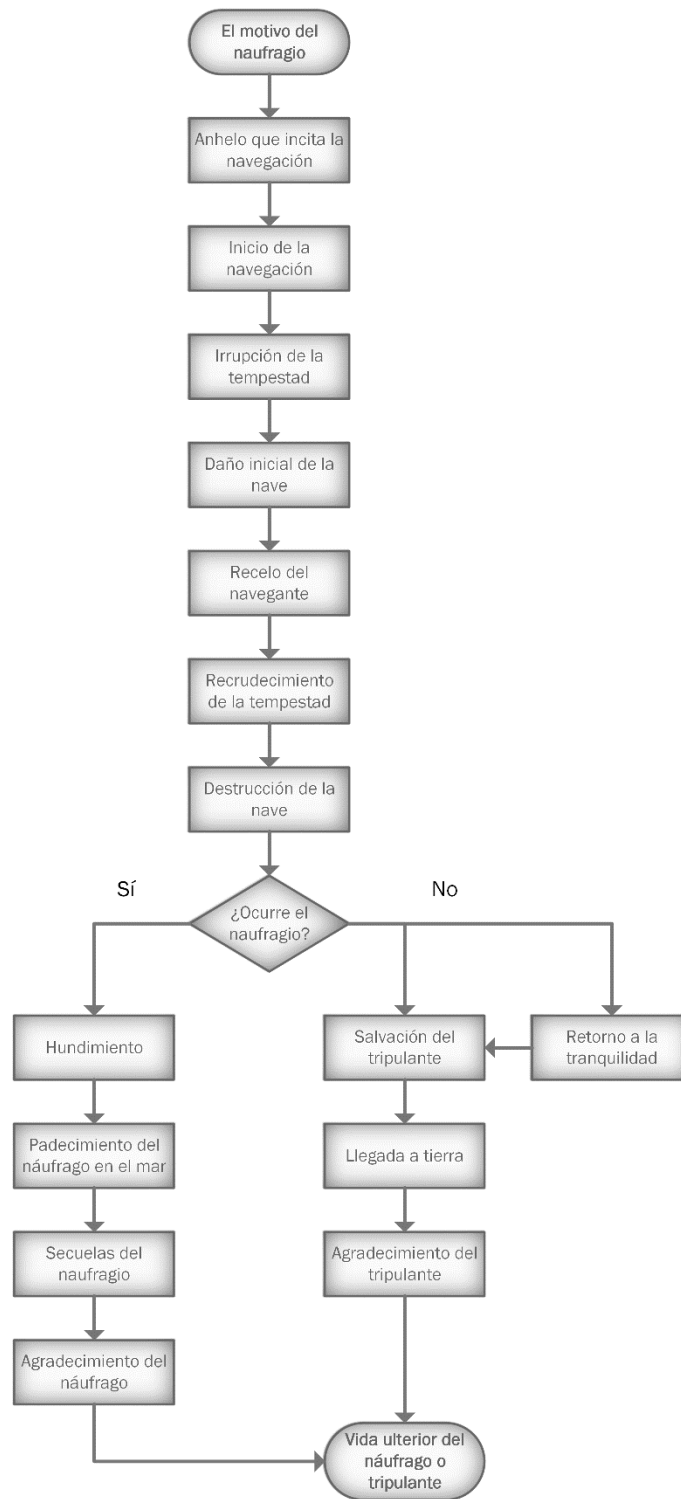 El motivo del
naufragio
Anhelo que incita la
navegación
Inicio de la
navegación
Irrupción de la
tempestad
Daño inicial de la
nave
Recelo del
navegante
Recrudecimiento
de la tempestad
Destrucción de la
nave
Sí
No
¿Ocurre el
naufragio?
Hundimiento
Salvación del
tripulante
Retorno a la
tranquilidad
Padecimiento del
náufrago en el mar
Llegada a tierra
Secuelas del
naufragio
Agradecimiento del
tripulante
Agradecimiento del
náufrago
Vida ulterior del
náufrago o
tripulante